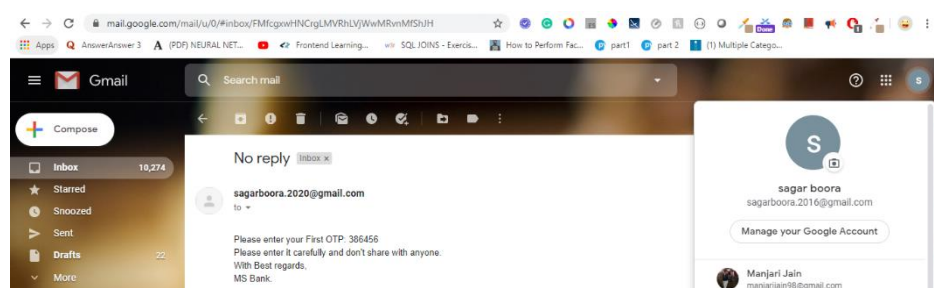 mail.google.com/mail/u/0/#inbox/FMfcgxwHNCrgLMVRhLVjWwMRvnMfShJH
Done
Apps AnswerAnswer 3 (PDF) NEURAL NET... Frontend Learning... SQL JOINS - Exercis... How to Perform Fac... part1 part 2 (1) Multiple Catego...
Gmail
Search mail
S
Compose
Inbox 10,274
Starred
Snoozed
Sent
Drafts 22
More
No reply Inbox x
sagarboora.2020@gmail.com
to
Please enter your First OTP: 386456
Please enter it carefully and don't share with anyone.
With Best regards,
MS Bank.
S
sagar boora
sagarboora.2016@gmail.com
Manage your Google Account
Manjari Jain
manjarijain98@gmail.com